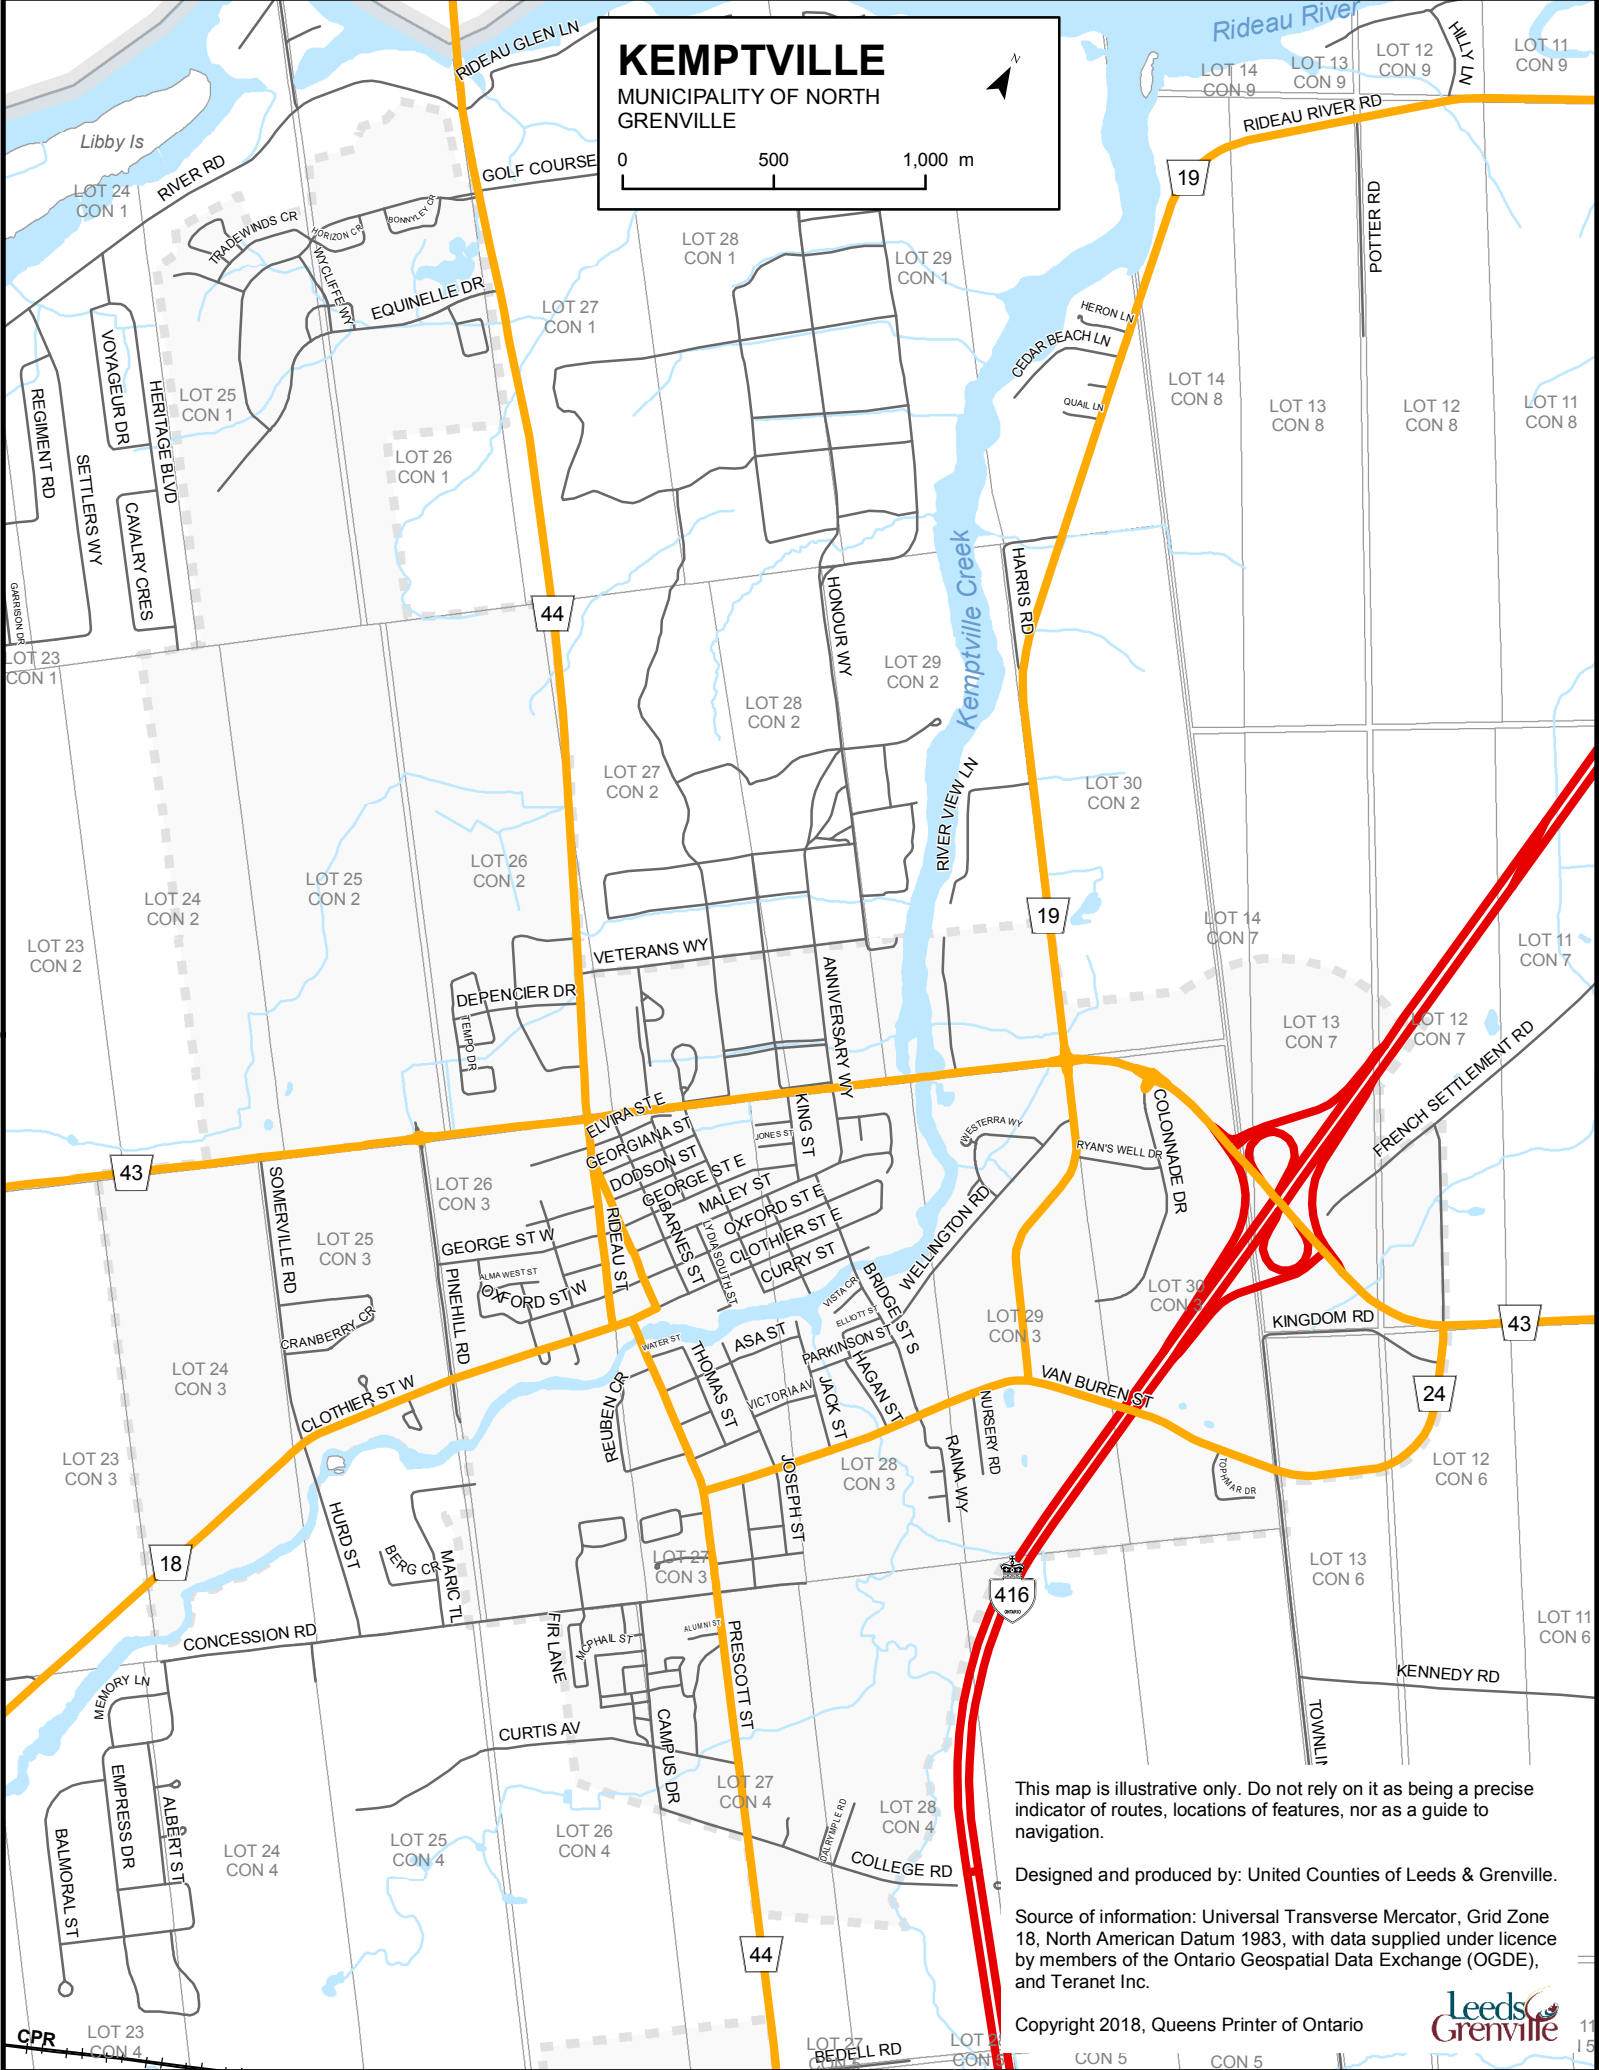 KEMPTVILLE
MUNICIPALITY OF NORTH
GRENVILLE
N
0 500 1,000 m
Rideau River
RIDEAU GLEN LN
HILLY LN
LOT 14
CON 9
LOT 13
CON 9
LOT 12
CON 9
LOT 11
CON 9
RIDEAU RIVER RD
Libby Is
RIVER RD
GOLF COURSE
19
LOT 24
CON 1
TRADEWINDS CR
HORIZON CR
BONNYLEY CR
WYCLIFFE WY
EQUINELLE DR
LOT 28
CON 1
LOT 29
CON 1
POTTER RD
LOT 27
CON 1
HERON LN
CEDAR BEACH LN
QUAIL LN
VOYAGEUR DR
HERITAGE BLVD
REGIMENT RD
SETTLERS WY
CAVALRY CRES
GARRISON DR
LOT 25
CON 1
LOT 26
CON 1
LOT 14
CON 8
LOT 13
CON 8
LOT 12
CON 8
LOT 11
CON 8
Kemptville Creek
HARRIS RD
HONOUR WY
44
LOT 23
CON 1
LOT 29
CON 2
LOT 28
CON 2
LOT 27
CON 2
LOT 30
CON 2
RIVER VIEW LN
LOT 26
CON 2
LOT 25
CON 2
LOT 24
CON 2
LOT 23
CON 2
19
LOT 14
CON 7
LOT 11
CON 7
VETERANS WY
DEPENCIER DR
TEMPO DR
ANNIVERSARY WY
LOT 13
CON 7
LOT 12
CON 7
FRENCH SETTLEMENT RD
ELVIRA ST E
GEORGIANA ST
DODSON ST
GEORGE ST E
MALEY ST
OXFORD ST E
CLOTHIER ST E
CURRY ST
JONES ST
KING ST
WESTERRA WY
RYAN'S WELL DR
COLONNADE DR
43
SOMERVILLE RD
LOT 26
CON 3
LOT 25
CON 3
GEORGE ST W
ALMA WEST ST
OXFORD ST W
RIDEAU ST
BARNES ST
LYDIA SOUTH ST
WELLINGTON RD
BRIDGE ST S
VISTA CR
ELLIOTT ST
PARKINSON ST
HAGAN ST
LOT 30
CON 3
LOT 29
CON 3
KINGDOM RD
43
CRANBERRY CR
PINEHILL RD
WATER ST
THOMAS ST
ASA ST
VICTORIA AV
JACK ST
REUBEN CR
LOT 24
CON 3
CLOTHIER ST W
VAN BUREN ST
24
NURSERY RD
RAINA WY
LOT 23
CON 3
LOT 28
CON 3
LOT 12
CON 6
TOPHMAR DR
JOSEPH ST
HURD ST
BERG CR
MARIC TL
18
LOT 27
CON 3
416
ONTARIO
LOT 13
CON 6
LOT 11
CON 6
CONCESSION RD
FIR LANE
MCPHAIL ST
ALUMNI ST
PRESCOTT ST
KENNEDY RD
MEMORY LN
CURTIS AV
CAMPUS DR
TOWNLIN
EMPRESS DR
ALBERT ST
BALMORAL ST
LOT 27
CON 4
LOT 28
CON 4
DALRYMPLE RD
COLLEGE RD
LOT 24
CON 4
LOT 25
CON 4
LOT 26
CON 4
44
This map is illustrative only. Do not rely on it as being a precise
indicator of routes, locations of features, nor as a guide to
navigation.
Designed and produced by: United Counties of Leeds & Grenville.
Source of information: Universal Transverse Mercator, Grid Zone
18, North American Datum 1983, with data supplied under licence
by members of the Ontario Geospatial Data Exchange (OGDE),
and Teranet Inc.
Copyright 2018, Queens Printer of Ontario
Leeds
Grenville
CPR
LOT 23
CON 4
LOT 27
BEDELL RD
CON 5
CON 5
CON 5